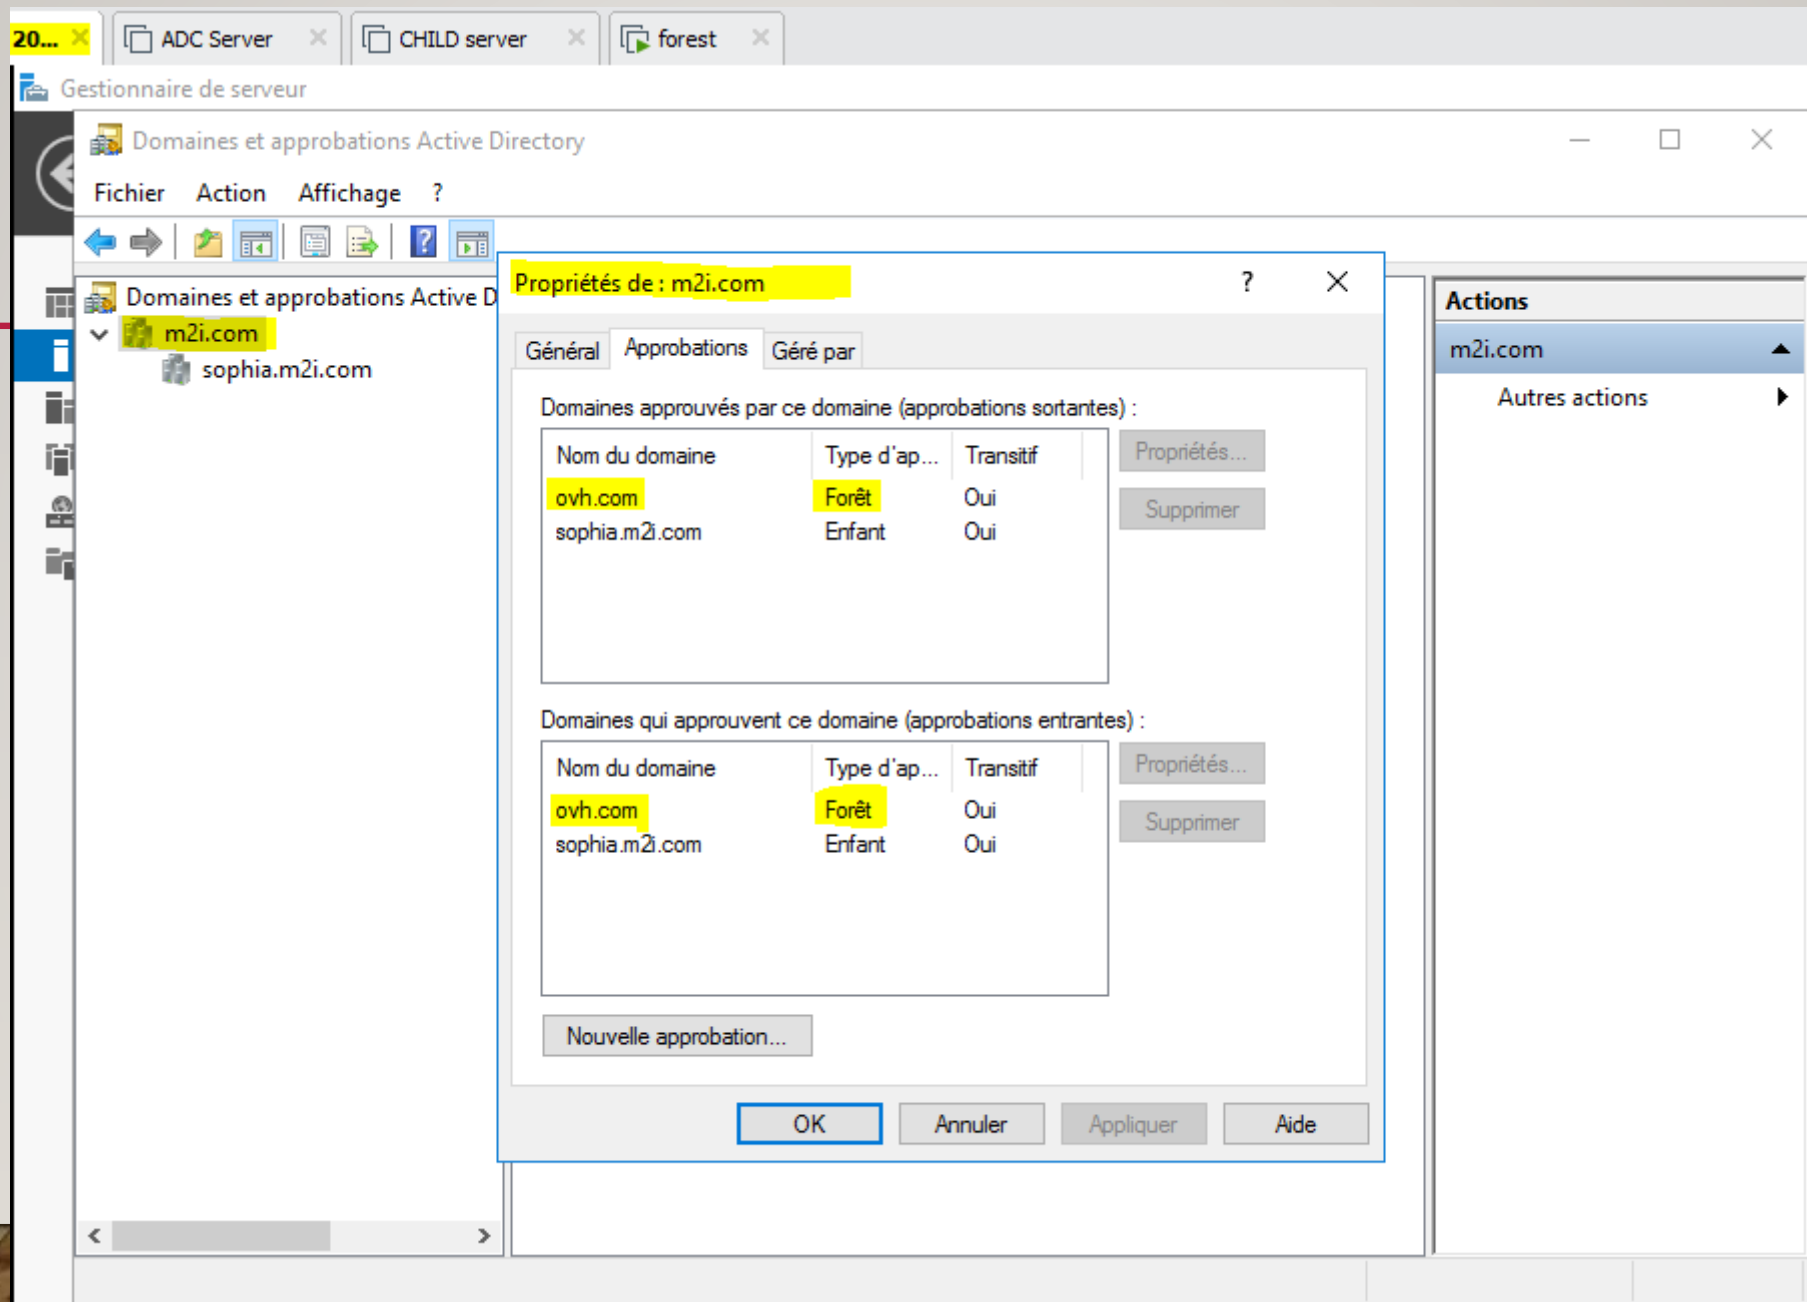 20...
ADC Server
CHILD server
forest
Gestionnaire de serveur
Domaines et approbations Active Directory
Fichier Action Affichage ?
Domaines et approbations Active D
m2i.com
sophia.m2i.com
Propriétés de : m2i.com
?
Général Approbations Géré par
Domaines approuvés par ce domaine (approbations sortantes) :
Nom du domaine Type d'ap... Transitif
ovh.com Forêt Oui
sophia.m2i.com Enfant Oui
Propriétés...
Supprimer
Domaines qui approuvent ce domaine (approbations entrantes) :
Nom du domaine Type d'ap... Transitif
ovh.com Forêt Oui
sophia.m2i.com Enfant Oui
Propriétés...
Supprimer
Nouvelle approbation...
OK Annuler Appliquer Aide
Actions
m2i.com
Autres actions